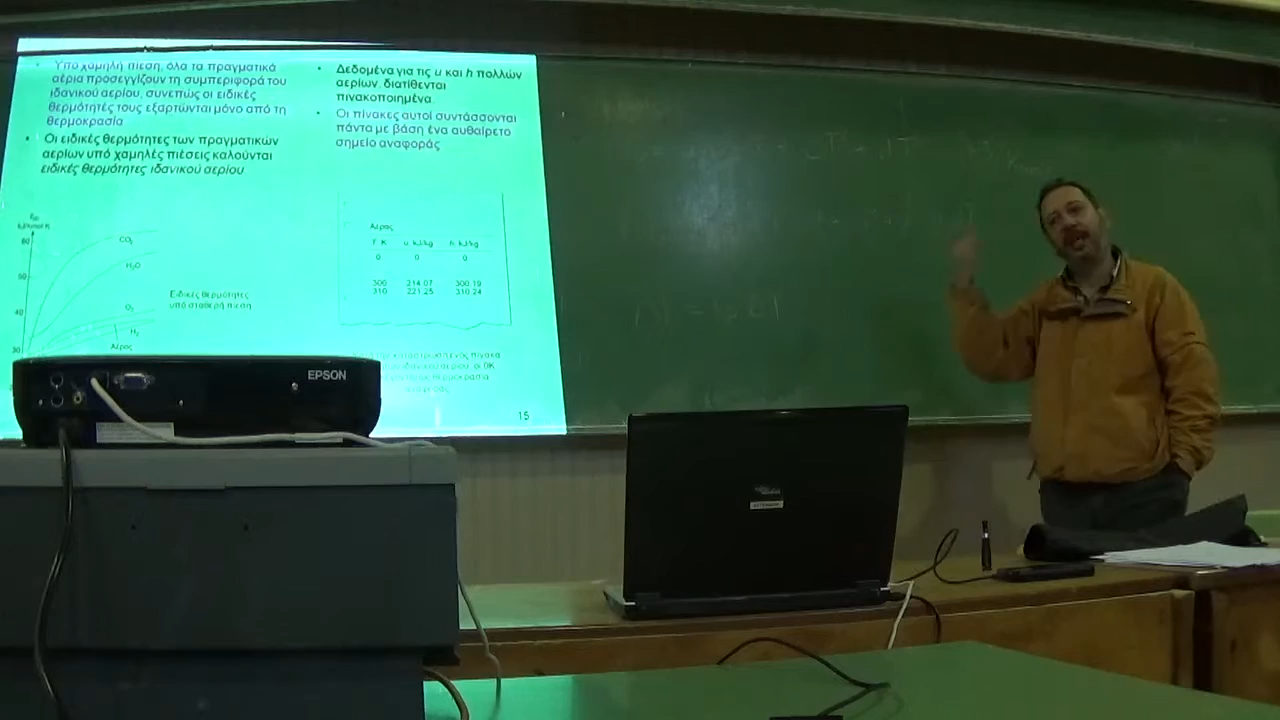 • Υπό χαμηλή πίεση, όλα τα πραγματικά
αέρια προσεγγίζουν τη συμπεριφορά του
ιδανικού αερίου, συνεπώς οι ειδικές
θερμότητές τους εξαρτώνται μόνο από τη
θερμοκρασία
• Οι ειδικές θερμότητες των πραγματικών
αερίων υπό χαμηλές πιέσεις καλούνται
ειδικές θερμότητες ιδανικού αερίου
• Δεδομένα για τις u και h πολλών
αερίων, διατίθενται
πινακοποιημένα
• Οι πίνακες αυτοί συντάσσονται
πάντα με βάση ένα αυθαίρετο
σημείο αναφοράς
60
50
40
30
CO₂
H₂O
O₂
H₂
Αέρας
Ειδικές θερμότητες
υπό σταθερή πίεση
Αέρας
T K u kJ/kg h kJ/kg
0 0 0
300 214.07 300.19
310 221.25 310.24
15
EPSON